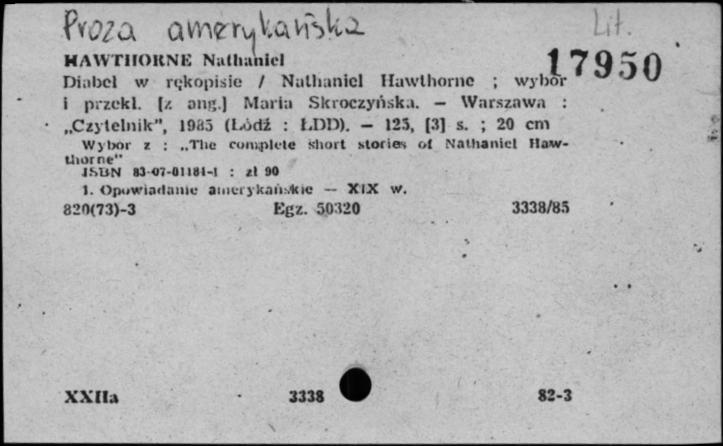 Proza amerykańska
Lit.
17950
HAWTHORNE Nathaniel
Diabeł w rękopisie / Nathaniel Hawthorne ; wybór
i przekł. [z ang.] Maria Skroczyńska. — Warszawa :
„Czytelnik", 1985 (Łódź : ŁDD). — 125, [3] s. ; 20 cm
Wybór z : „The complete short stories of Nathaniel Haw-
thorne"
ISBN 83-07-01181-1 : zł 90
1. Opowiadanie amerykańskie — XIX w.
820(73)-3 Egz. 50320 3338/85
XXIIa 3338 82-3